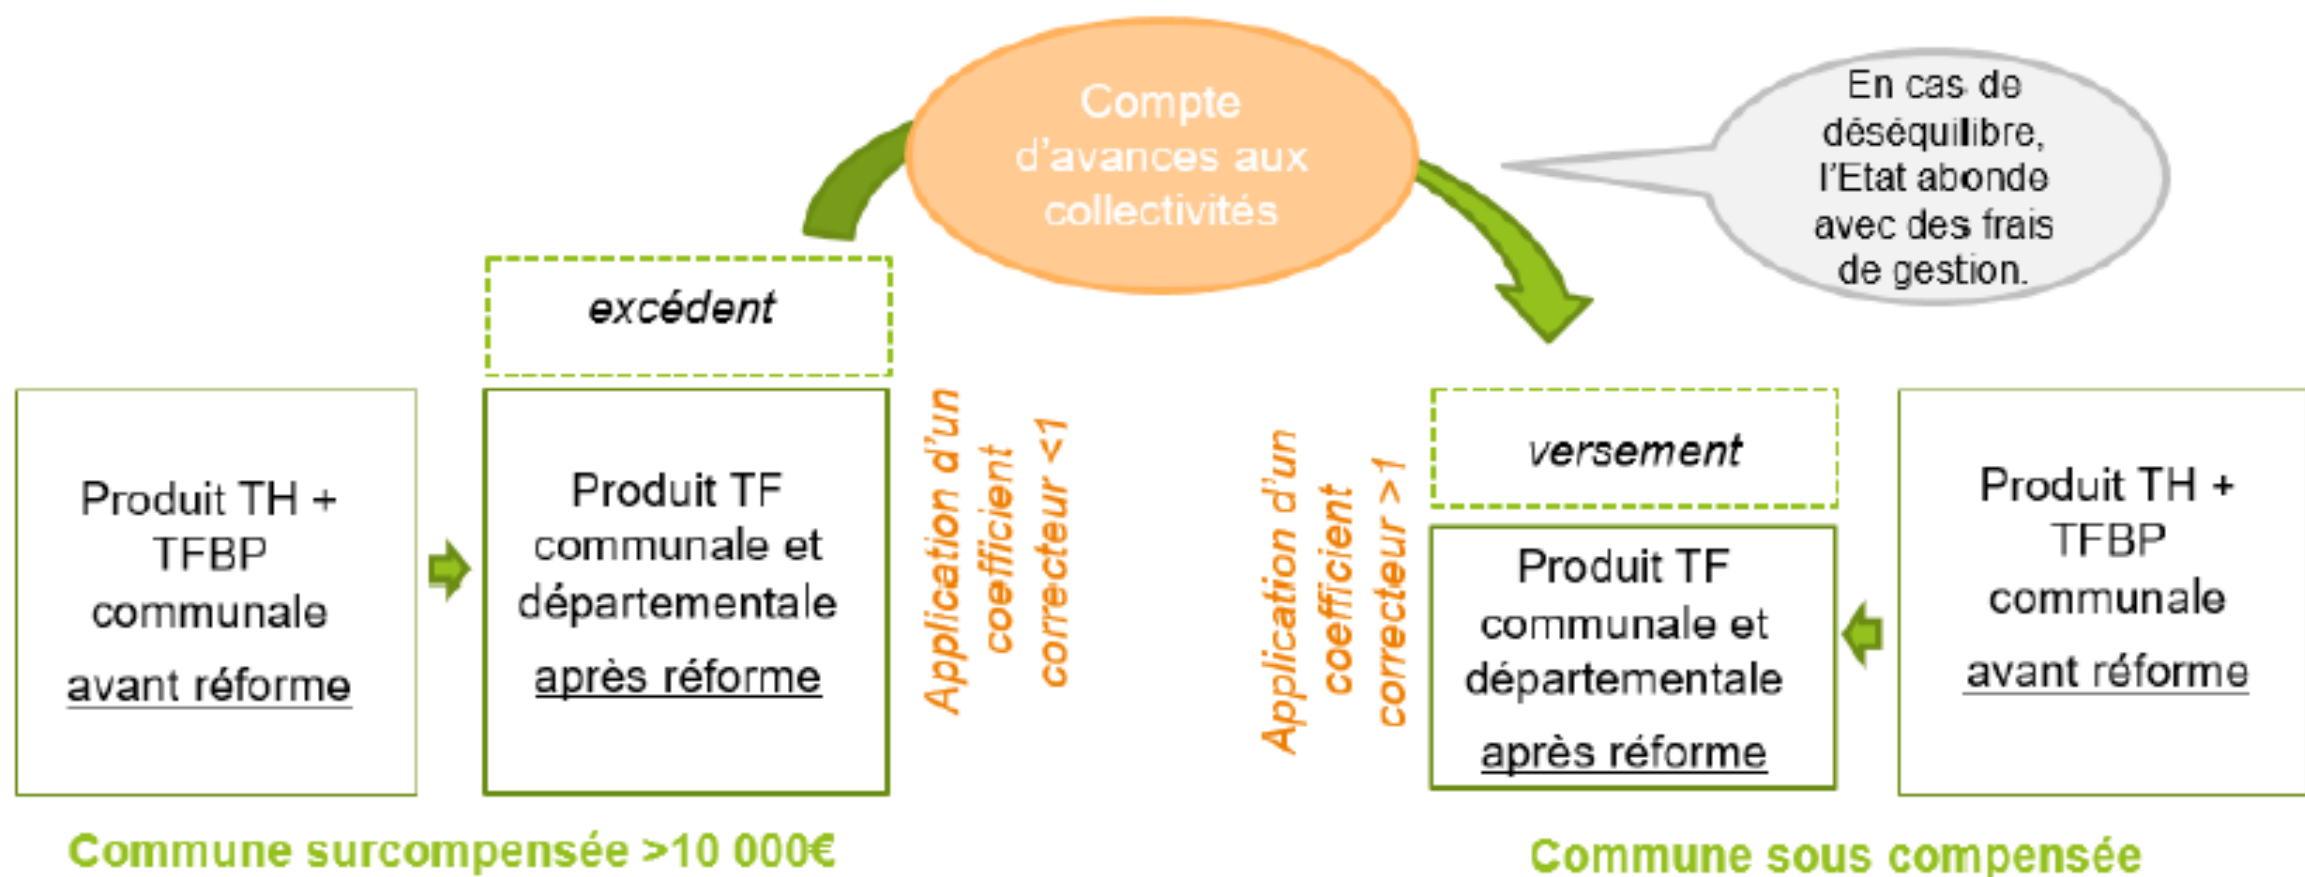 Compte
d'avances aux
collectivités
En cas de
déséquilibre,
l'Etat abonde
avec des frais
de gestion.
excédent
Produit TH +
TFBP
communale
avant réforme
Produit TF
communale et
départementale
après réforme
Application d'un
coefficient
correcteur <1
Application d'un
coefficient
correcteur >1
versement
Produit TF
communale et
départementale
après réforme
Produit TH +
TFBP
communale
avant réforme
Commune surcompensée >10 000€
Commune sous compensée